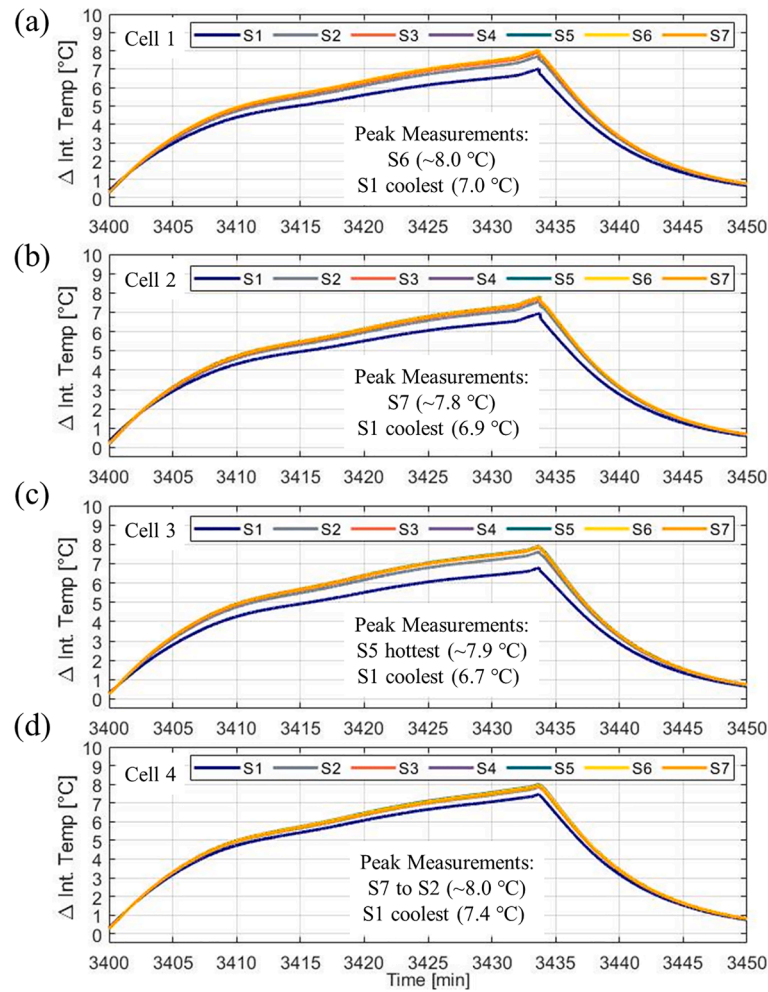 (a)
Cell 1
S1 S2 S3 S4 S5 S6 S7
Δ Int. Temp [°C]
10
9
8
7
6
5
4
3
2
1
0
Peak Measurements:
S6 (~8.0 °C)
S1 coolest (7.0 °C)
3400 3405 3410 3415 3420 3425 3430 3435 3440 3445 3450
(b)
Cell 2
S1 S2 S3 S4 S5 S6 S7
Δ Int. Temp [°C]
10
9
8
7
6
5
4
3
2
1
0
Peak Measurements:
S7 (~7.8 °C)
S1 coolest (6.9 °C)
3400 3405 3410 3415 3420 3425 3430 3435 3440 3445 3450
(c)
Cell 3
S1 S2 S3 S4 S5 S6 S7
Δ Int. Temp [°C]
10
9
8
7
6
5
4
3
2
1
0
Peak Measurements:
S5 hottest (~7.9 °C)
S1 coolest (6.7 °C)
3400 3405 3410 3415 3420 3425 3430 3435 3440 3445 3450
(d)
Cell 4
S1 S2 S3 S4 S5 S6 S7
Δ Int. Temp [°C]
10
9
8
7
6
5
4
3
2
1
0
Peak Measurements:
S7 to S2 (~8.0 °C)
S1 coolest (7.4 °C)
3400 3405 3410 3415 3420 3425 3430 3435 3440 3445 3450
Time [min]